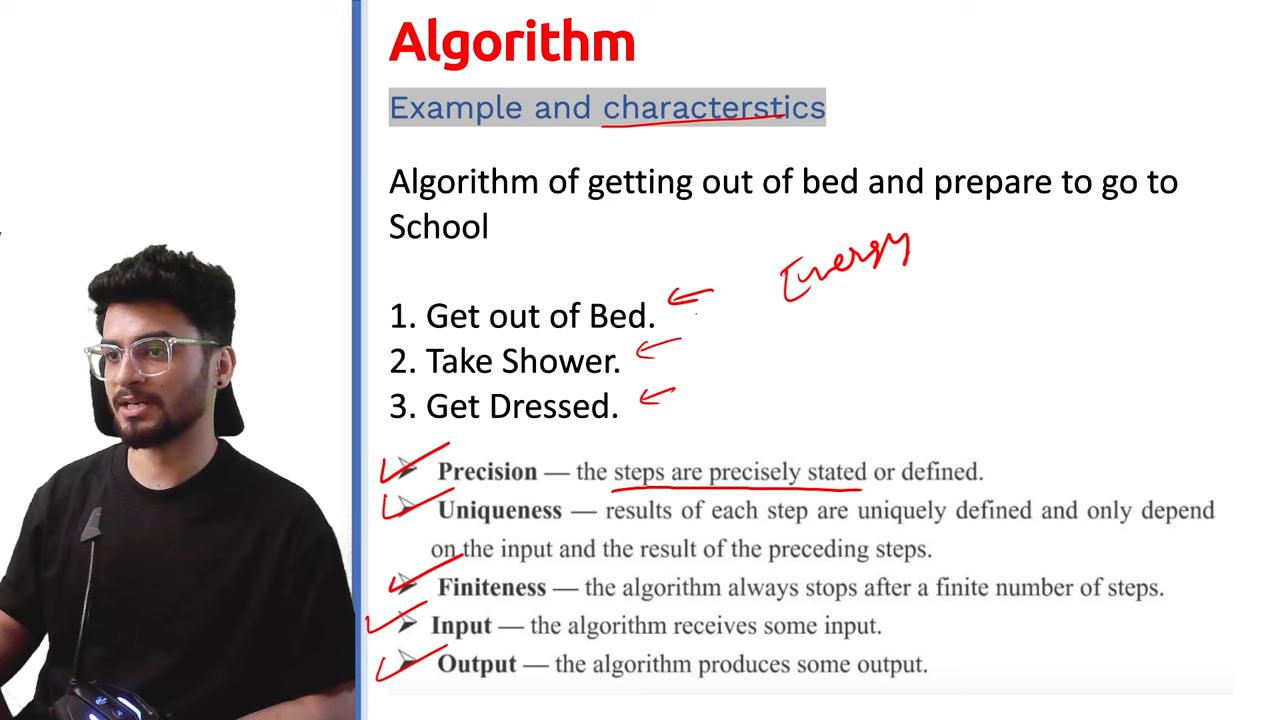 Algorithm
Example and characterstics
Algorithm of getting out of bed and prepare to go to
School
Energy
1. Get out of Bed.
2. Take Shower.
3. Get Dressed.
Precision — the steps are precisely stated or defined.
Uniqueness — results of each step are uniquely defined and only depend
on the input and the result of the preceding steps.
Finiteness — the algorithm always stops after a finite number of steps.
Input — the algorithm receives some input.
Output — the algorithm produces some output.